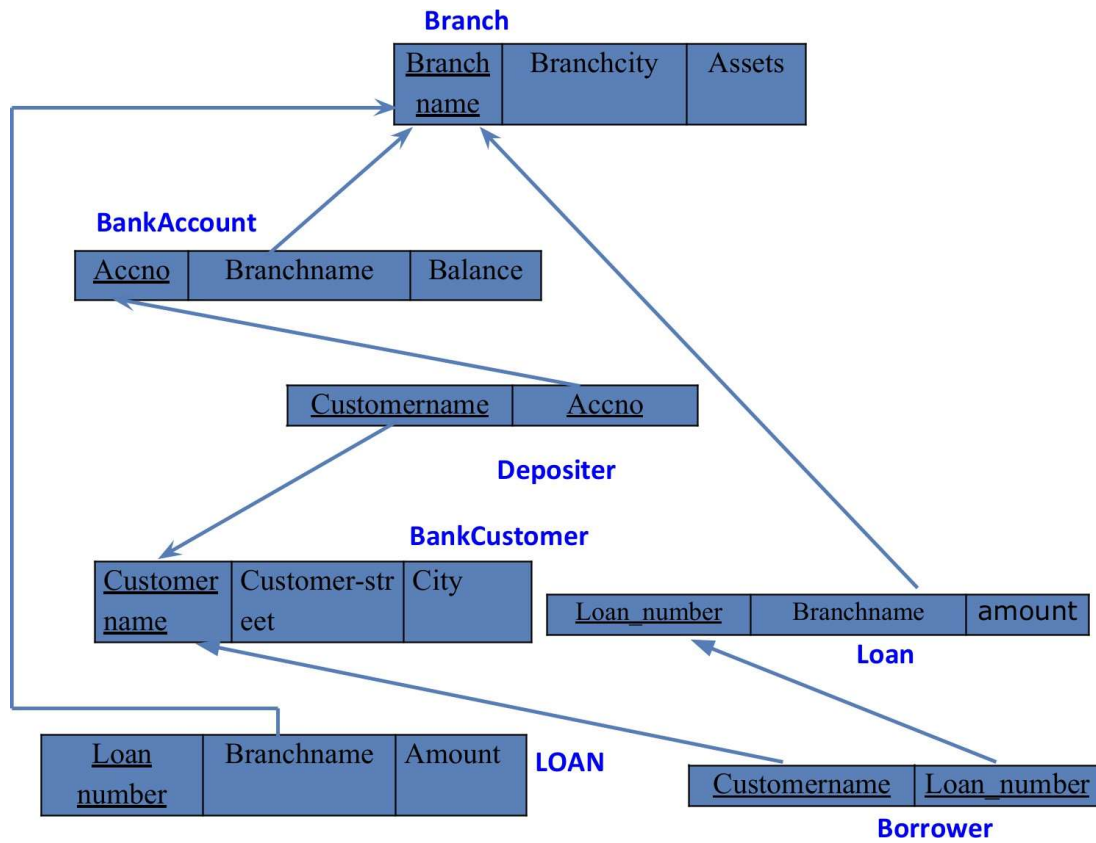 Branch
Branch Branchcity Assets
name
BankAccount
Accno Branchname Balance
Customername Accno
Depositer
BankCustomer
Customer Customer-str City
name eet
Loan_number Branchname amount
Loan
Loan Branchname Amount
number
LOAN
Customername Loan_number
Borrower